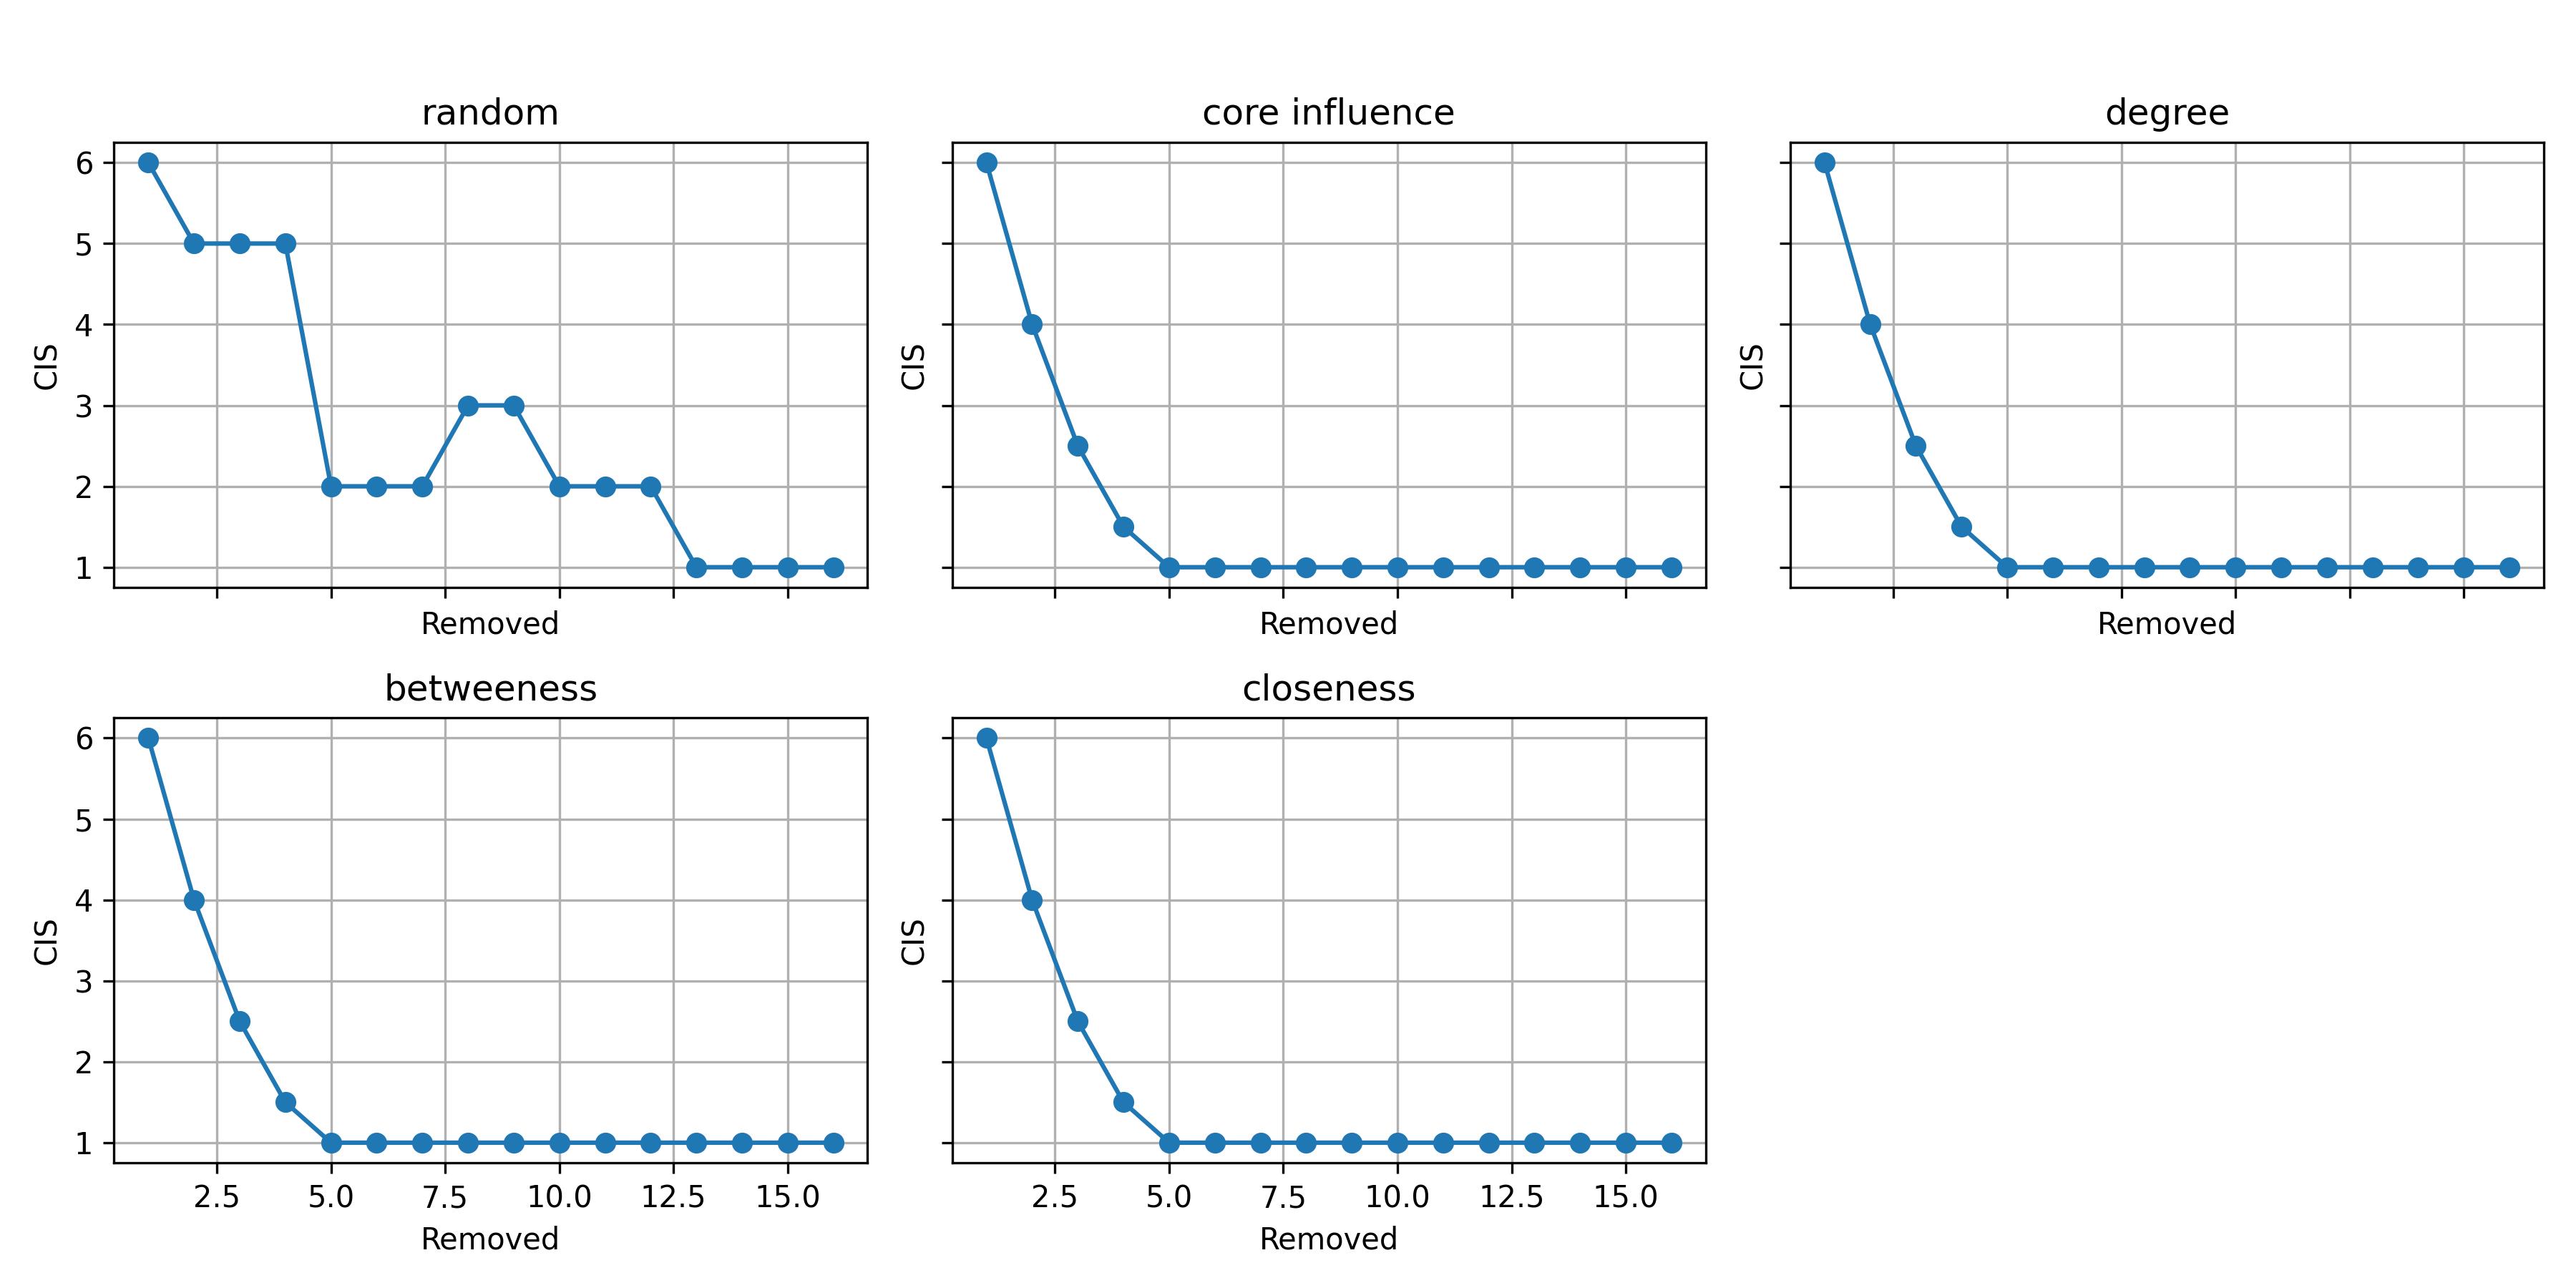 random
6
5
4
3
2
1
CIS
Removed
core influence
CIS
Removed
degree
CIS
Removed
betweeness
6
5
4
3
2
1
CIS
2.5 5.0 7.5 10.0 12.5 15.0
Removed
closeness
CIS
2.5 5.0 7.5 10.0 12.5 15.0
Removed